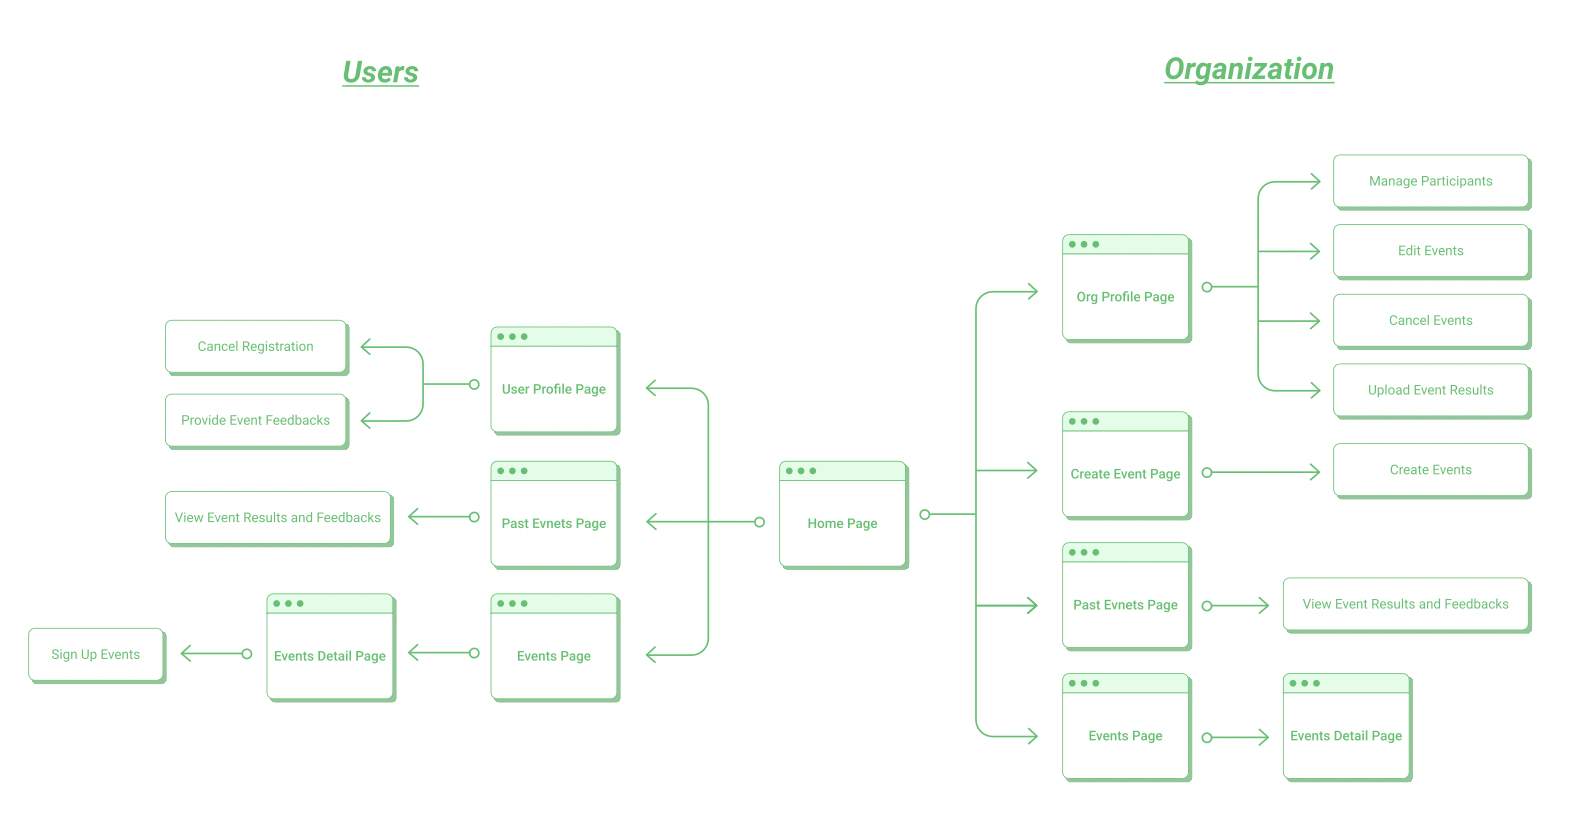 Users
Organization
Manage Participants
Edit Events
Org Profile Page
Cancel Events
Cancel Registration
User Profile Page
Upload Event Results
Provide Event Feedbacks
Create Event Page
Create Events
View Event Results and Feedbacks
Past Evnets Page
Home Page
Past Evnets Page
View Event Results and Feedbacks
Sign Up Events
Events Detail Page
Events Page
Events Page
Events Detail Page